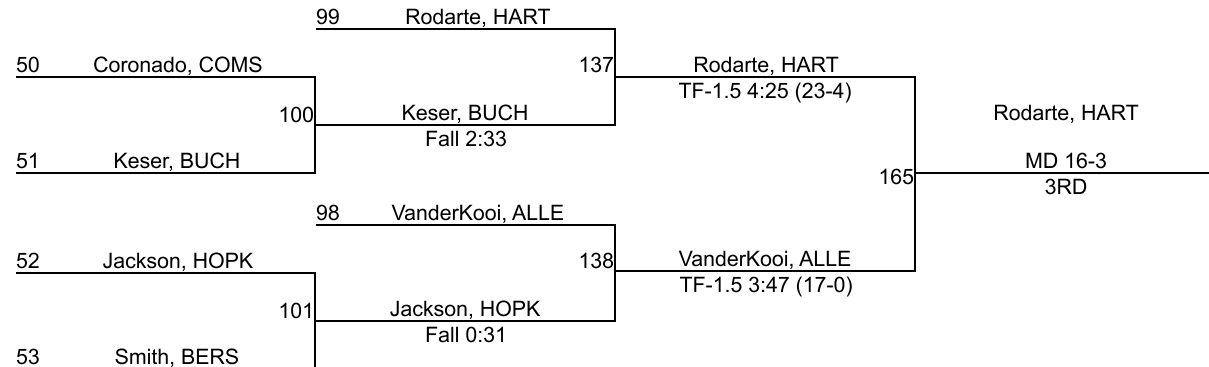 99 Rodarte, HART
50 Coronado, COMS
137 Rodarte, HART
TF-1.5 4:25 (23-4)
100 Keser, BUCH
Fall 2:33
Rodarte, HART
51 Keser, BUCH
MD 16-3
165
3RD
98 VanderKooi, ALLE
52 Jackson, HOPK
138 VanderKooi, ALLE
TF-1.5 3:47 (17-0)
101 Jackson, HOPK
Fall 0:31
53 Smith, BERS